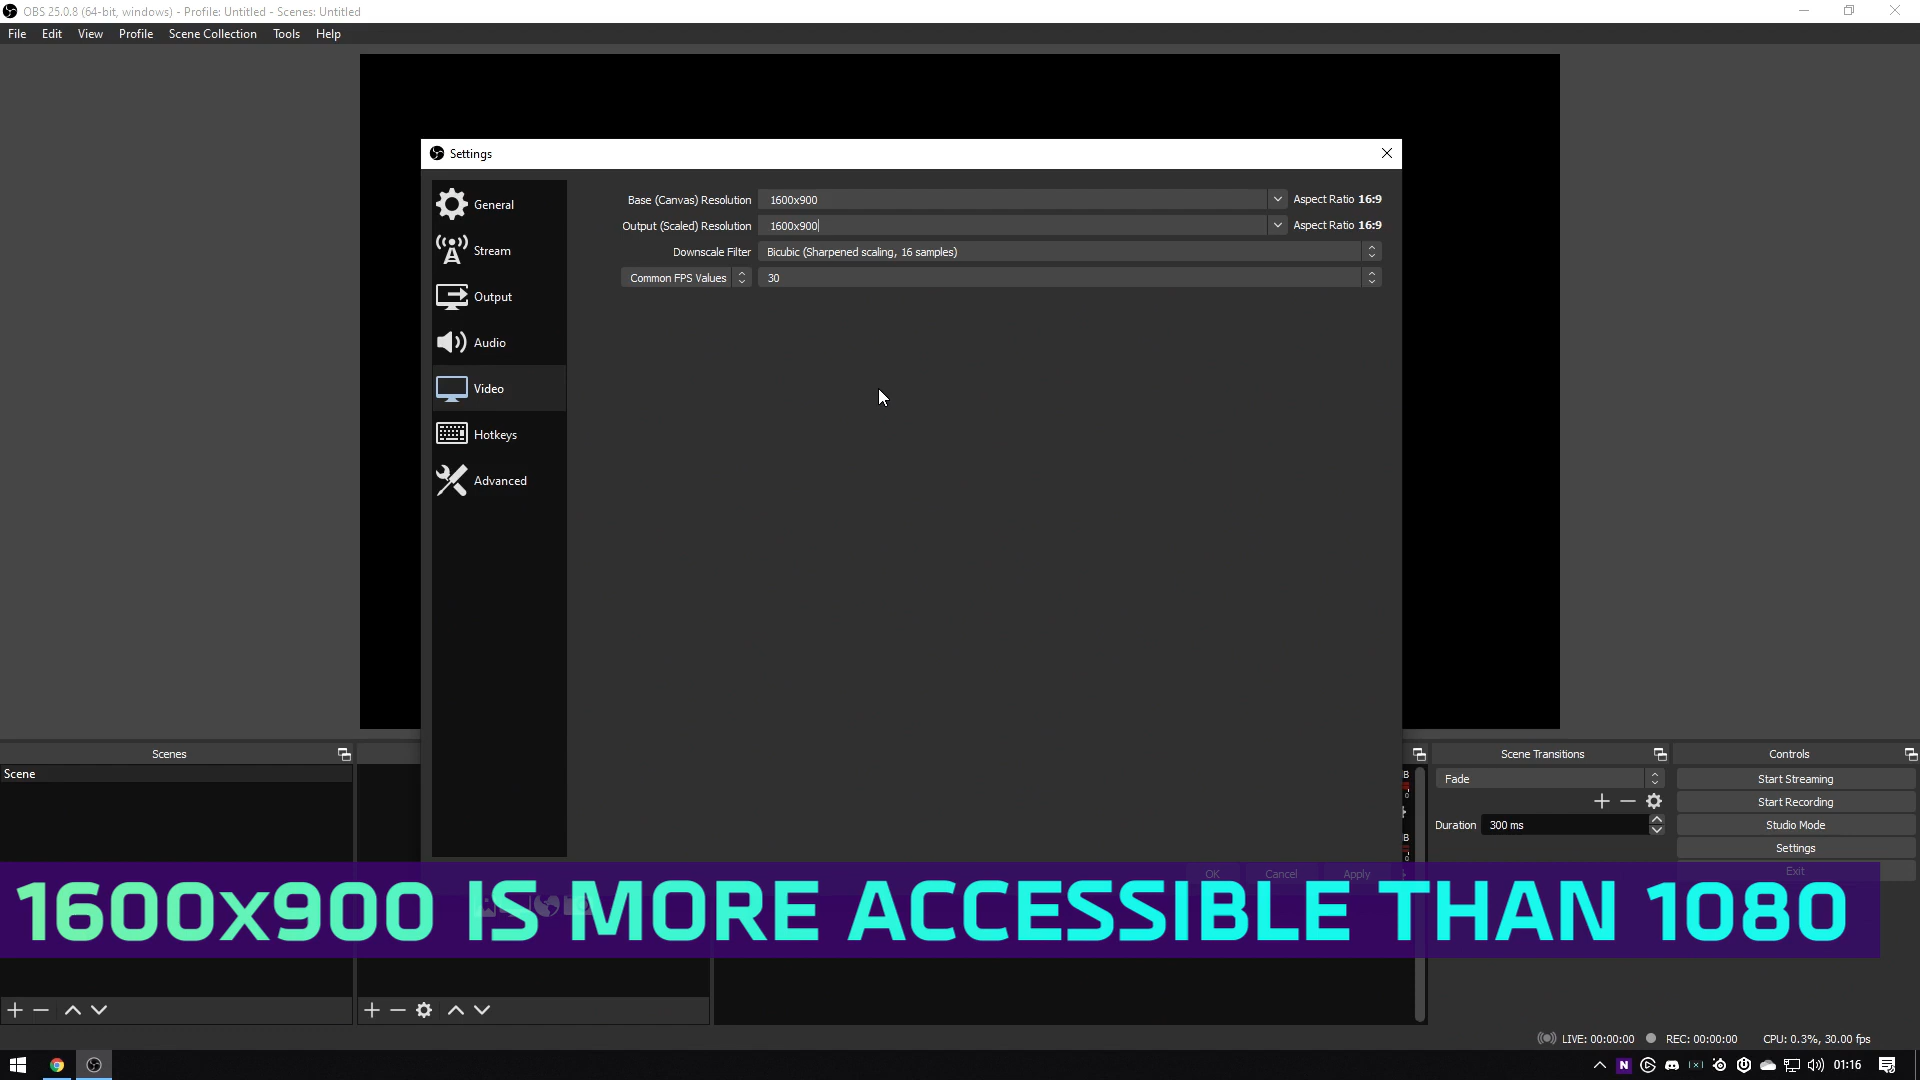 OBS 25.0.8 (64-bit, windows) - Profile: Untitled - Scenes: Untitled
File Edit View Profile Scene Collection Tools Help
Settings
General
Stream
Output
Audio
Video
Hotkeys
Advanced
Base (Canvas) Resolution 1600x900 Aspect Ratio 16:9
Output (Scaled) Resolution 1600x900 Aspect Ratio 16:9
Downscale Filter Bicubic (Sharpened scaling, 16 samples)
Common FPS Values 30
Scenes
Scene
Scene Transitions
Fade
Duration 300 ms
Controls
Start Streaming
Start Recording
Studio Mode
Settings
Exit
OK Cancel Apply
1600x900 IS MORE ACCESSIBLE THAN 1080
LIVE: 00:00:00 REC: 00:00:00 CPU: 0.3%, 30.00 fps
01:16